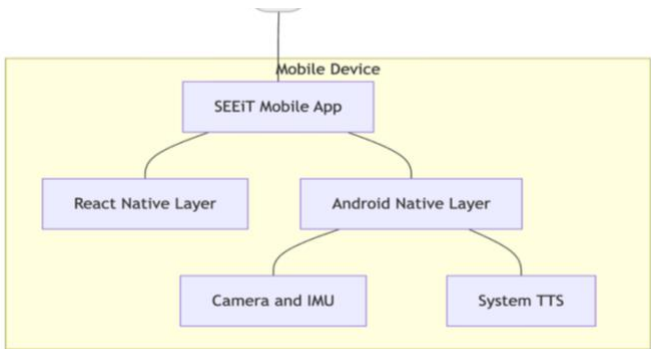 Mobile Device
SEEiT Mobile App
React Native Layer
Android Native Layer
Camera and IMU
System TTS